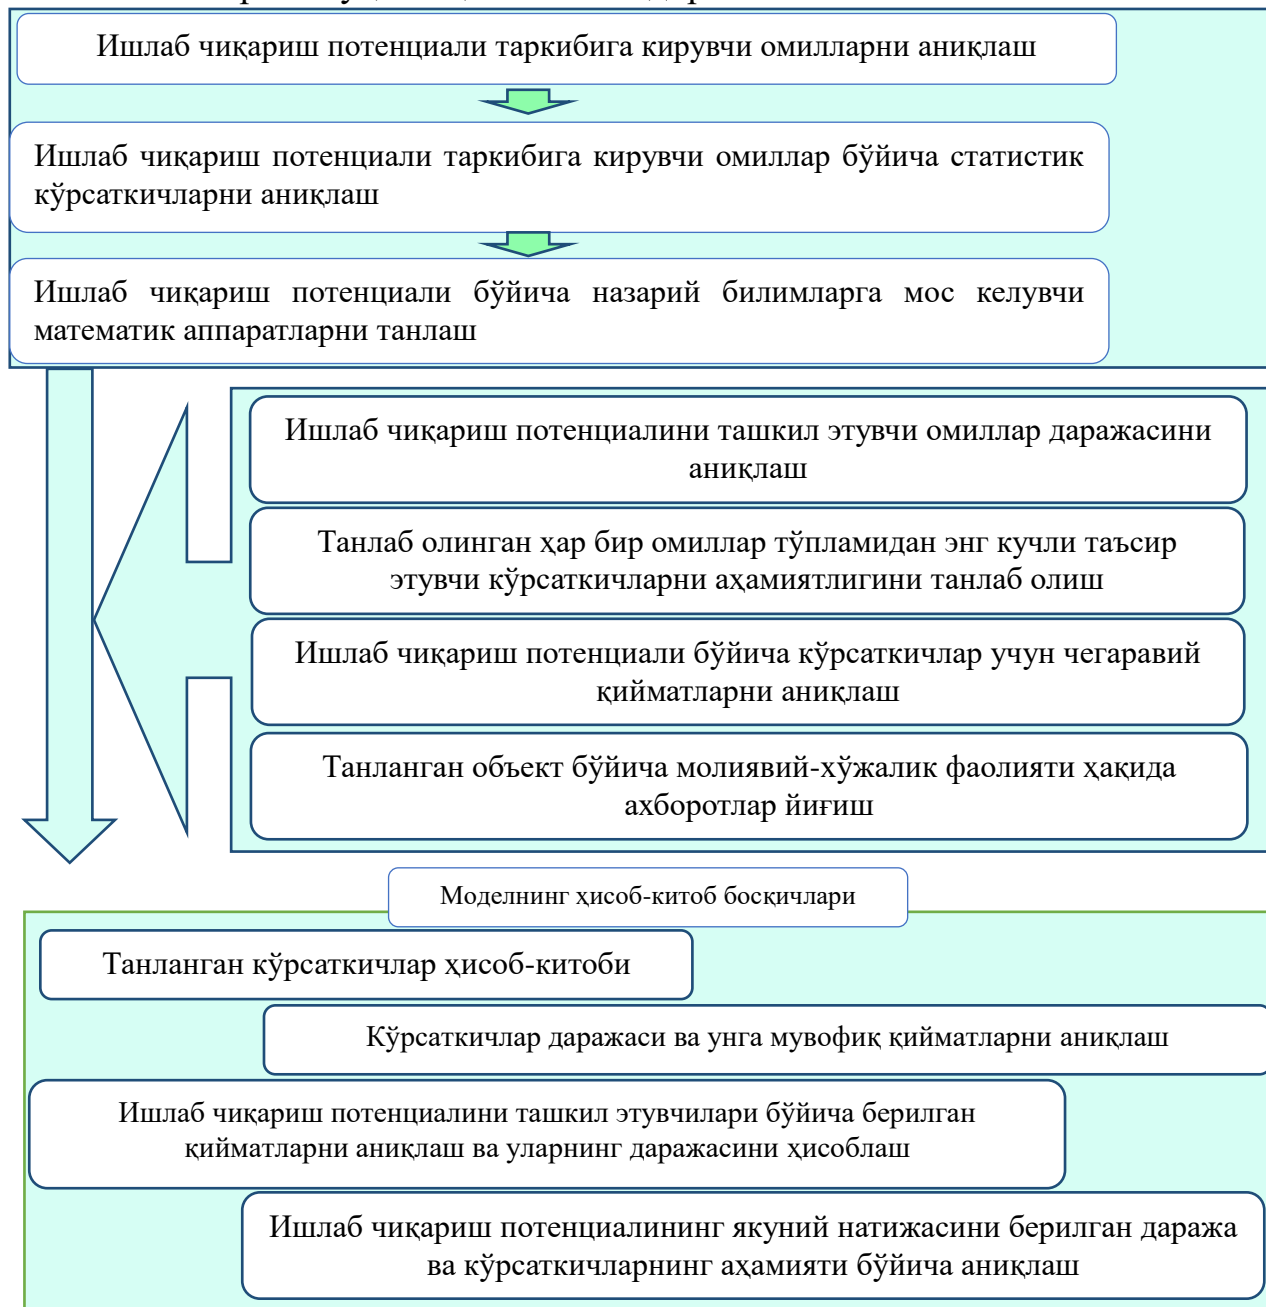 Ишлаб чиқариш потенциали таркибига кирувчи омилларни аниқлаш
Ишлаб чиқариш потенциали таркибига кирувчи омиллар бўйича статистик
кўрсаткичларни аниқлаш
Ишлаб чиқариш потенциали бўйича назарий билимларга мос келувчи
математик аппаратларни танлаш
Ишлаб чиқариш потенциалини ташкил этувчи омиллар даражасини
аниқлаш
Танлаб олинган ҳар бир омиллар тўпламидан энг кучли таъсир
этувчи кўрсаткичларни аҳамиятлигини танлаб олиш
Ишлаб чиқариш потенциали бўйича кўрсаткичлар учун чегаравий
қийматларни аниқлаш
Танланган объект бўйича молиявий-хўжалик фаолияти ҳақида
ахборотлар йиғиш
Моделнинг ҳисоб-китоб босқичлари
Танланган кўрсаткичлар ҳисоб-китоби
Кўрсаткичлар даражаси ва унга мувофиқ қийматларни аниқлаш
Ишлаб чиқариш потенциалини ташкил этувчилари бўйича берилган
қийматларни аниқлаш ва уларнинг даражасини ҳисоблаш
Ишлаб чиқариш потенциалининг якуний натижасини берилган даража
ва кўрсаткичларнинг аҳамияти бўйича аниқлаш